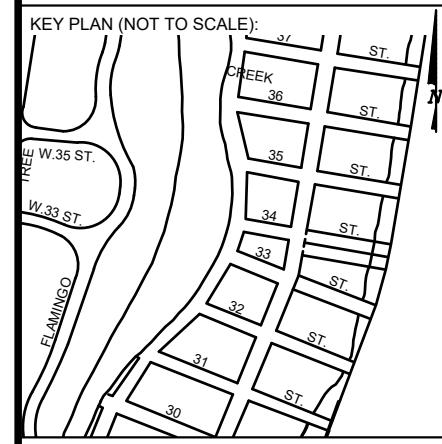 KEY PLAN (NOT TO SCALE):
37
ST.
CREEK
N
36
ST.
TREE
W.35 ST.
35
ST.
W.33 ST.
34
ST.
33
FLAMINGO
ST.
32
ST.
31
ST.
30